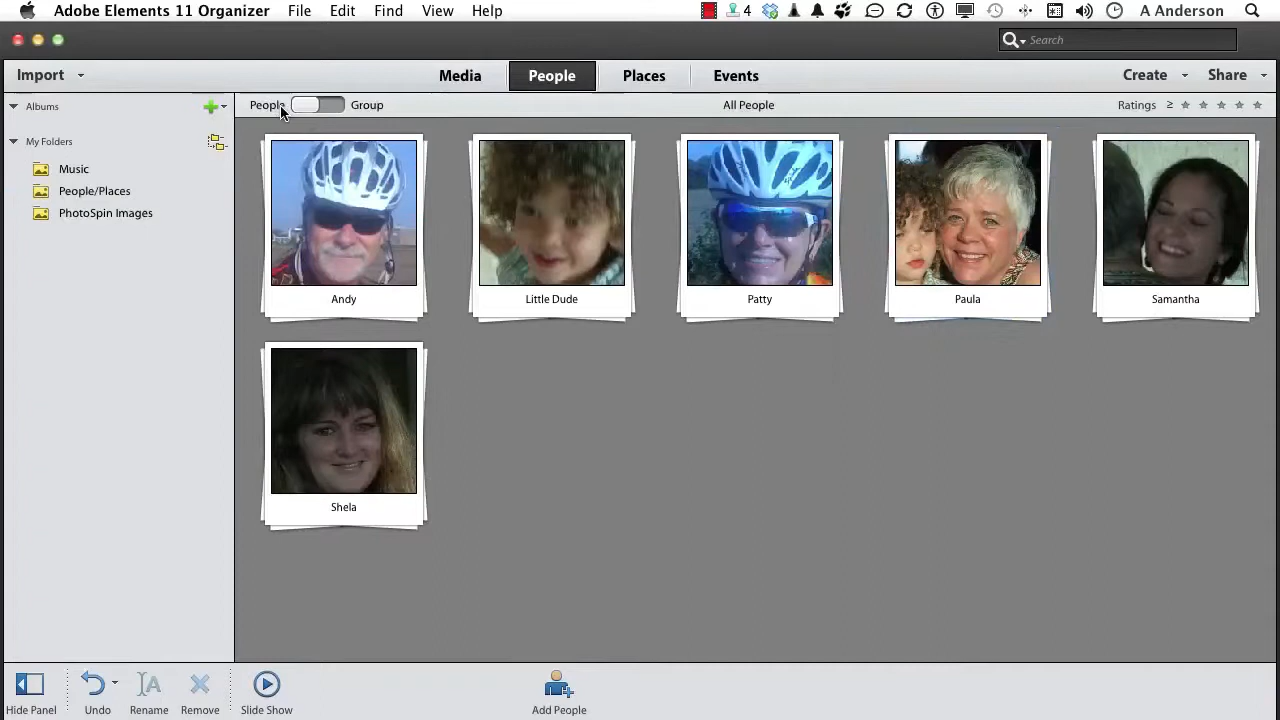 Adobe Elements 11 Organizer File Edit Find View Help 4 A Anderson
Search
Import Media People Places Events Create Share
Albums People Group All People Ratings ≥
My Folders
Music
People/Places
PhotoSpin Images
Andy Little Dude Patty Paula Samantha
Shela
Hide Panel Undo Rename Remove Slide Show Add People